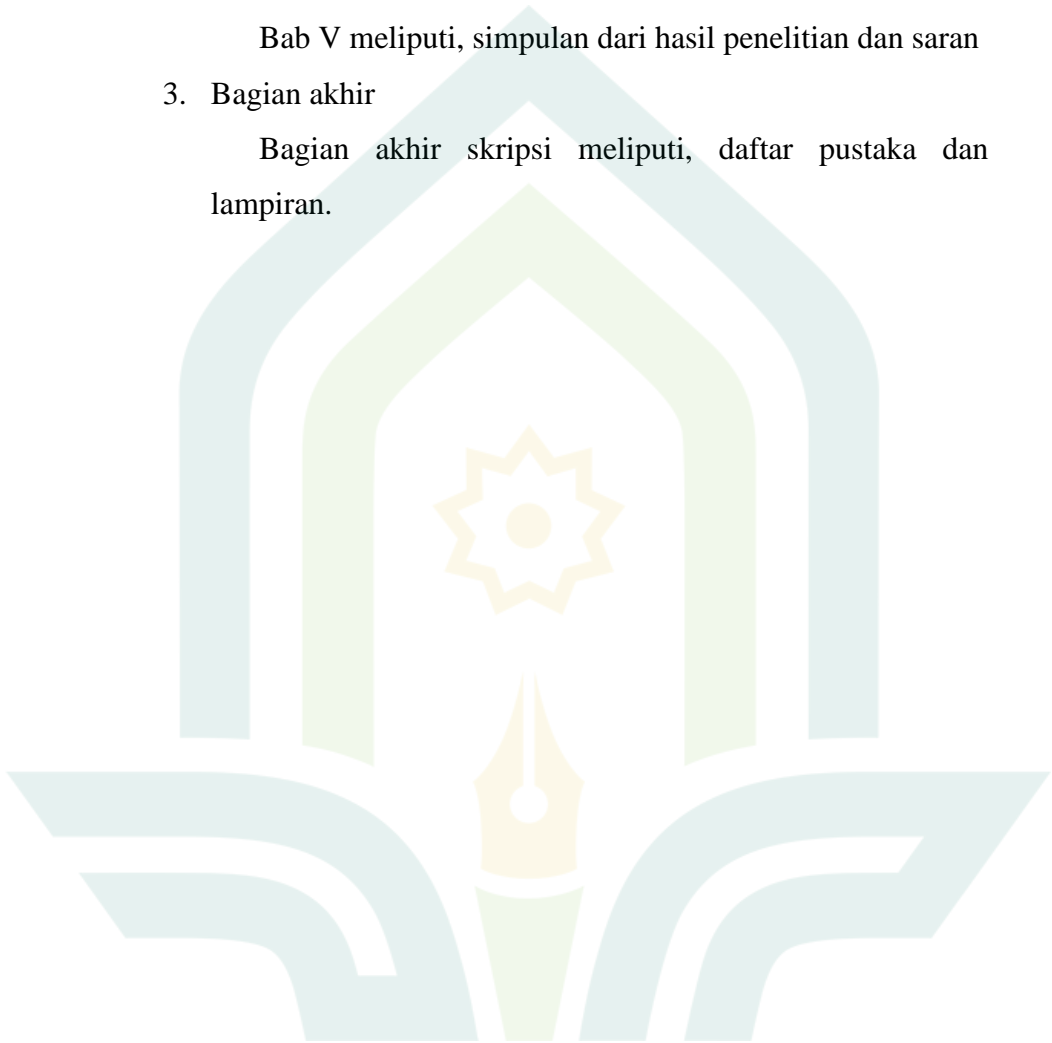 Bab V meliputi, simpulan dari hasil penelitian dan saran
3. Bagian akhir
Bagian akhir skripsi meliputi, daftar pustaka dan
lampiran.